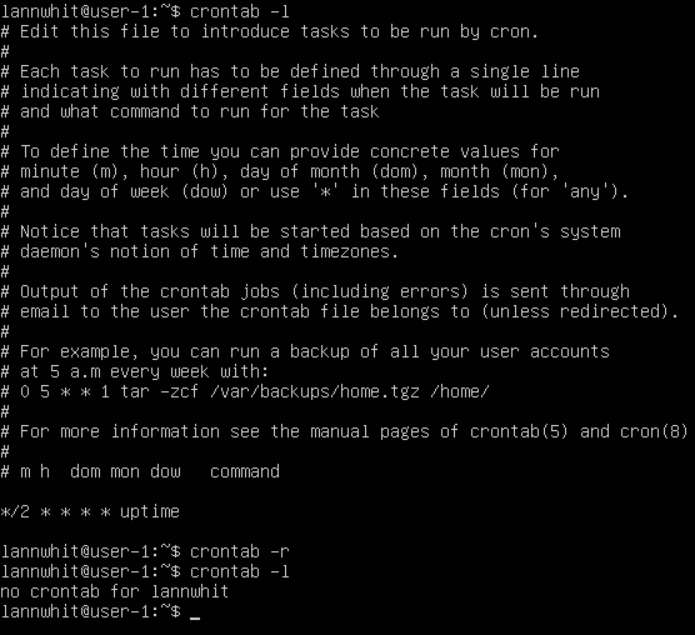 lannwhit@user-1:~$ crontab -l
# Edit this file to introduce tasks to be run by cron.
#
# Each task to run has to be defined through a single line
# indicating with different fields when the task will be run
# and what command to run for the task
#
# To define the time you can provide concrete values for
# minute (m), hour (h), day of month (dom), month (mon),
# and day of week (dow) or use '*' in these fields (for 'any').
#
# Notice that tasks will be started based on the cron's system
# daemon's notion of time and timezones.
#
# Output of the crontab jobs (including errors) is sent through
# email to the user the crontab file belongs to (unless redirected).
#
# For example, you can run a backup of all your user accounts
# at 5 a.m every week with:
# 0 5 * * 1 tar -zcf /var/backups/home.tgz /home/
#
# For more information see the manual pages of crontab(5) and cron(8)
#
# m h  dom mon dow   command
*/2 * * * * uptime
lannwhit@user-1:~$ crontab -r
lannwhit@user-1:~$ crontab -l
no crontab for lannwhit
lannwhit@user-1:~$ _